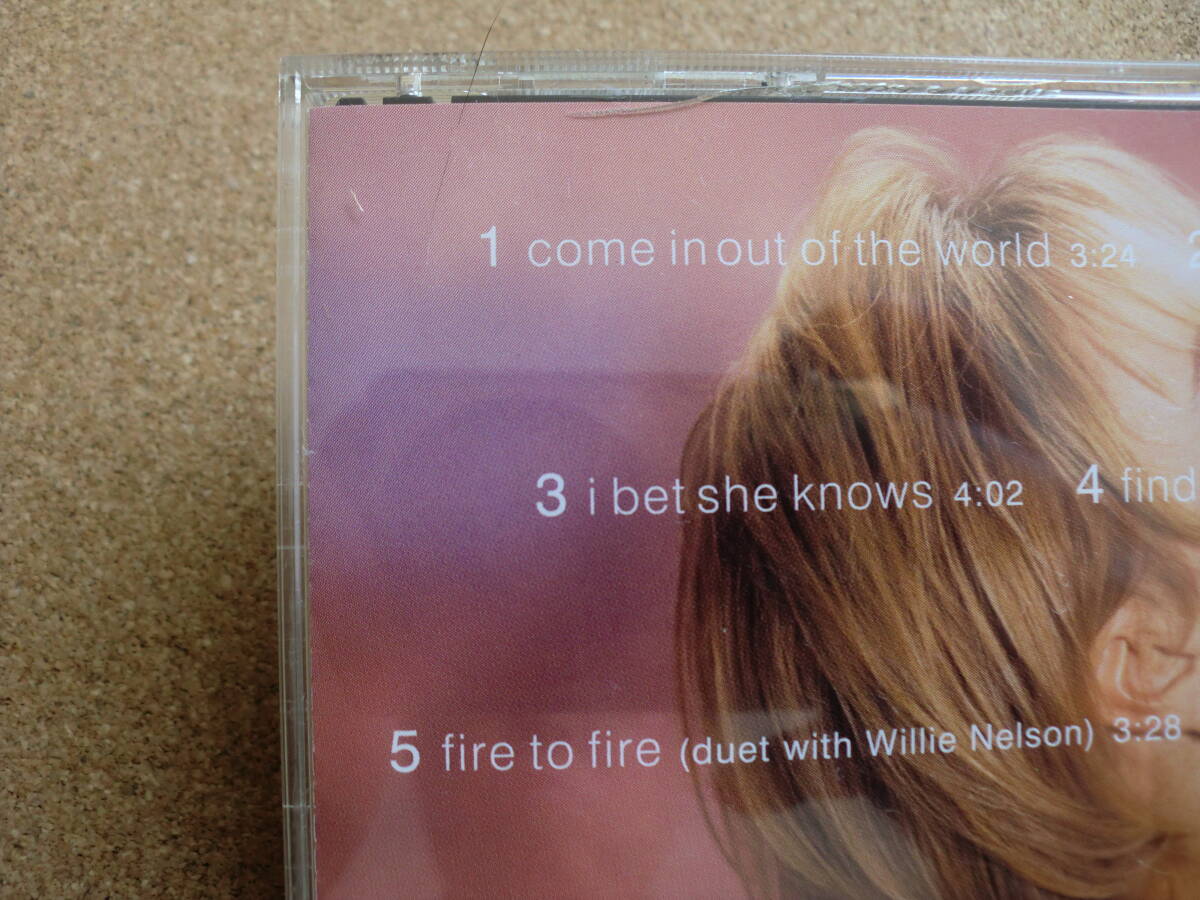 1 come in out of the world 3:24 2
3 i bet she knows 4:02 4 find
5 fire to fire (duet with Willie Nelson) 3:28